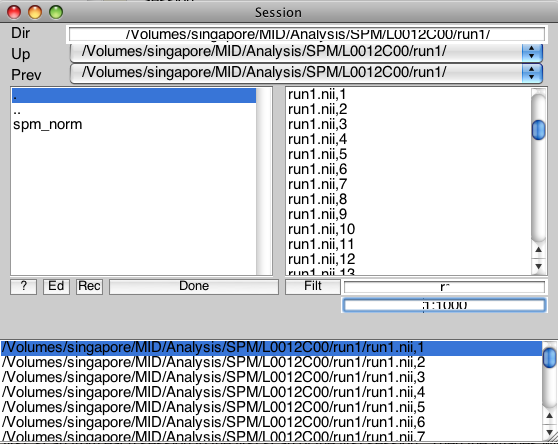 Session
Dir /Volumes/singapore/MID/Analysis/SPM/L0012C00/run1/
Up /Volumes/singapore/MID/Analysis/SPM/L0012C00/run1/
Prev /Volumes/singapore/MID/Analysis/SPM/L0012C00/run1/
.
..
spm_norm
run1.nii,1
run1.nii,2
run1.nii,3
run1.nii,4
run1.nii,5
run1.nii,6
run1.nii,7
run1.nii,8
run1.nii,9
run1.nii,10
run1.nii,11
run1.nii,12
run1.nii,13
? Ed Rec Done Filt
1:1000
/Volumes/singapore/MID/Analysis/SPM/L0012C00/run1/run1.nii,1
/Volumes/singapore/MID/Analysis/SPM/L0012C00/run1/run1.nii,2
/Volumes/singapore/MID/Analysis/SPM/L0012C00/run1/run1.nii,3
/Volumes/singapore/MID/Analysis/SPM/L0012C00/run1/run1.nii,4
/Volumes/singapore/MID/Analysis/SPM/L0012C00/run1/run1.nii,5
/Volumes/singapore/MID/Analysis/SPM/L0012C00/run1/run1.nii,6
/Volumes/singapore/MID/Analysis/SPM/L0012C00/run1/run1.nii,7